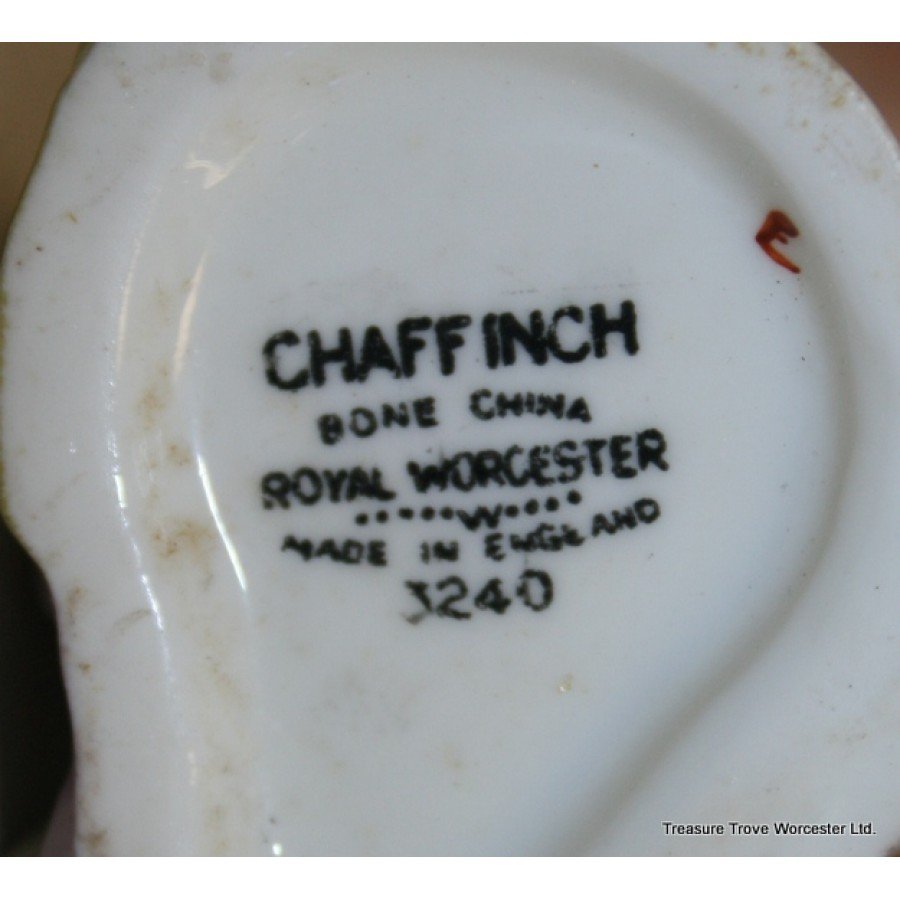 E
CHAFFINCH
BONE CHINA
ROYAL WORCESTER
•••••W••••
MADE IN ENGLAND
3240
Treasure Trove Worcester Ltd.